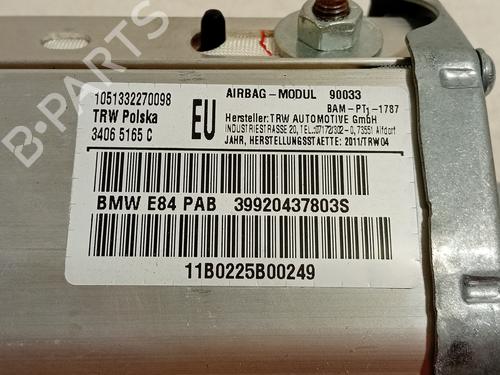 B-PARTS
1051332270098
TRW Polska
3406 5165 C
EU
AIRBAG-MODUL 90033
BAM-PT1-1787
Hersteller:TRW AUTOMOTIVE GmbH
INDUSTRIESTRASSE 20, TEL.:07172/302-0,73551 Alfdorf
JAHR, HERSTELLUNGSSTAETTE: 2011/TRW04
BMW E84 PAB 39920437803S
11B0225B00249